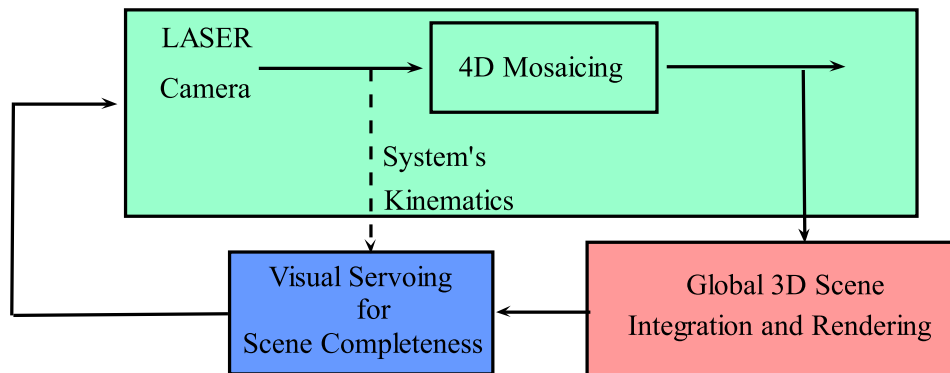 LASER
Camera
4D Mosaicing
System's
Kinematics
Visual Servoing
for
Scene Completeness
Global 3D Scene
Integration and Rendering